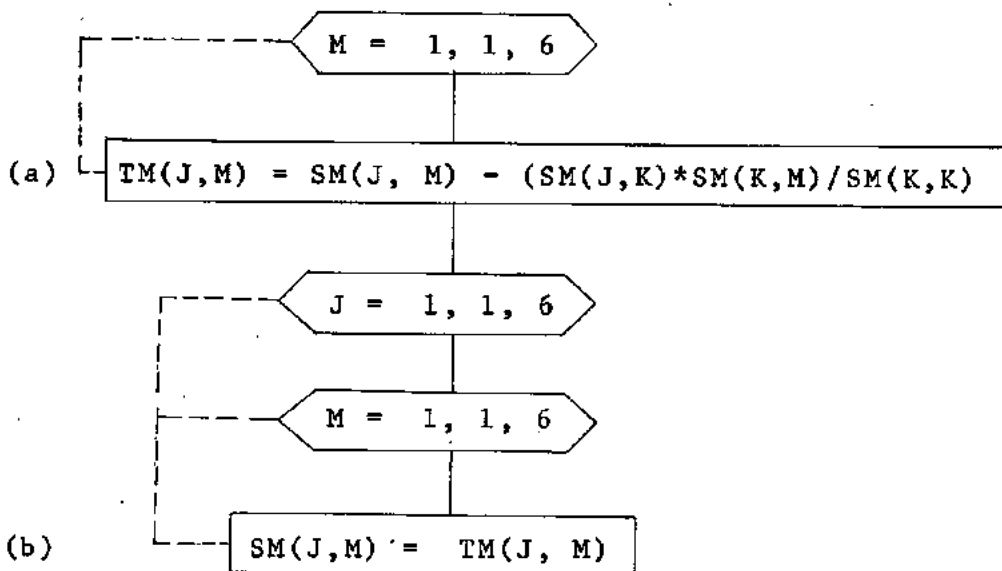 M = 1, 1, 6
(a) TM(J,M) = SM(J, M) - (SM(J,K)*SM(K,M)/SM(K,K)
J = 1, 1, 6
M = 1, 1, 6
(b) SM(J,M) = TM(J, M)